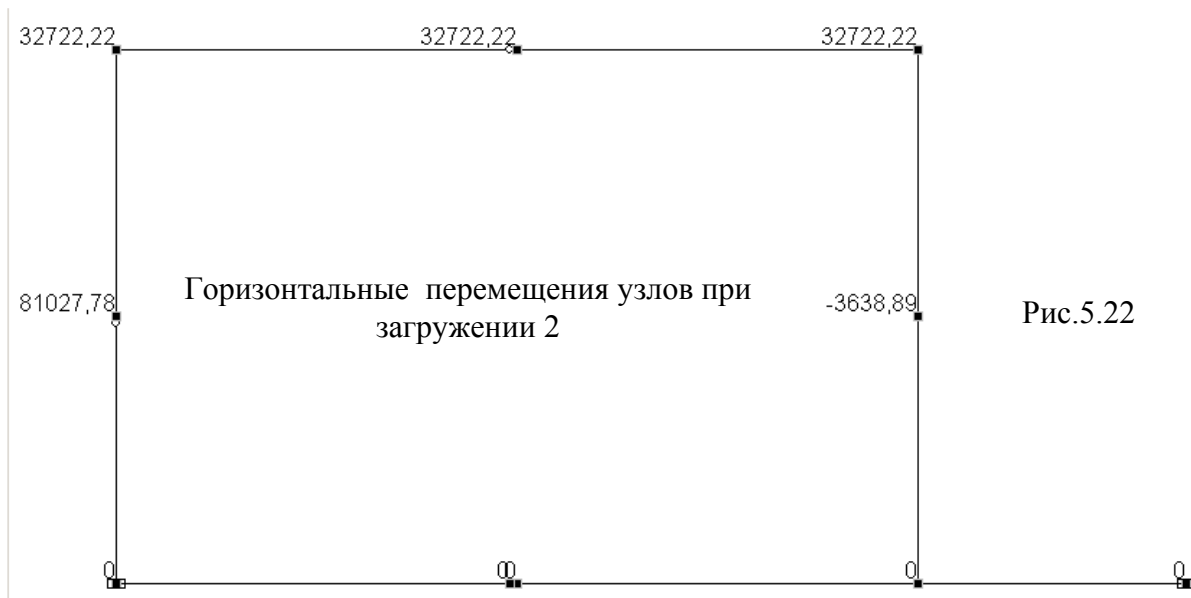 32722,22 32722,22 32722,22
81027,78 Горизонтальные перемещения узлов при -3638,89 Рис.5.22
загружении 2
0 00 0 0